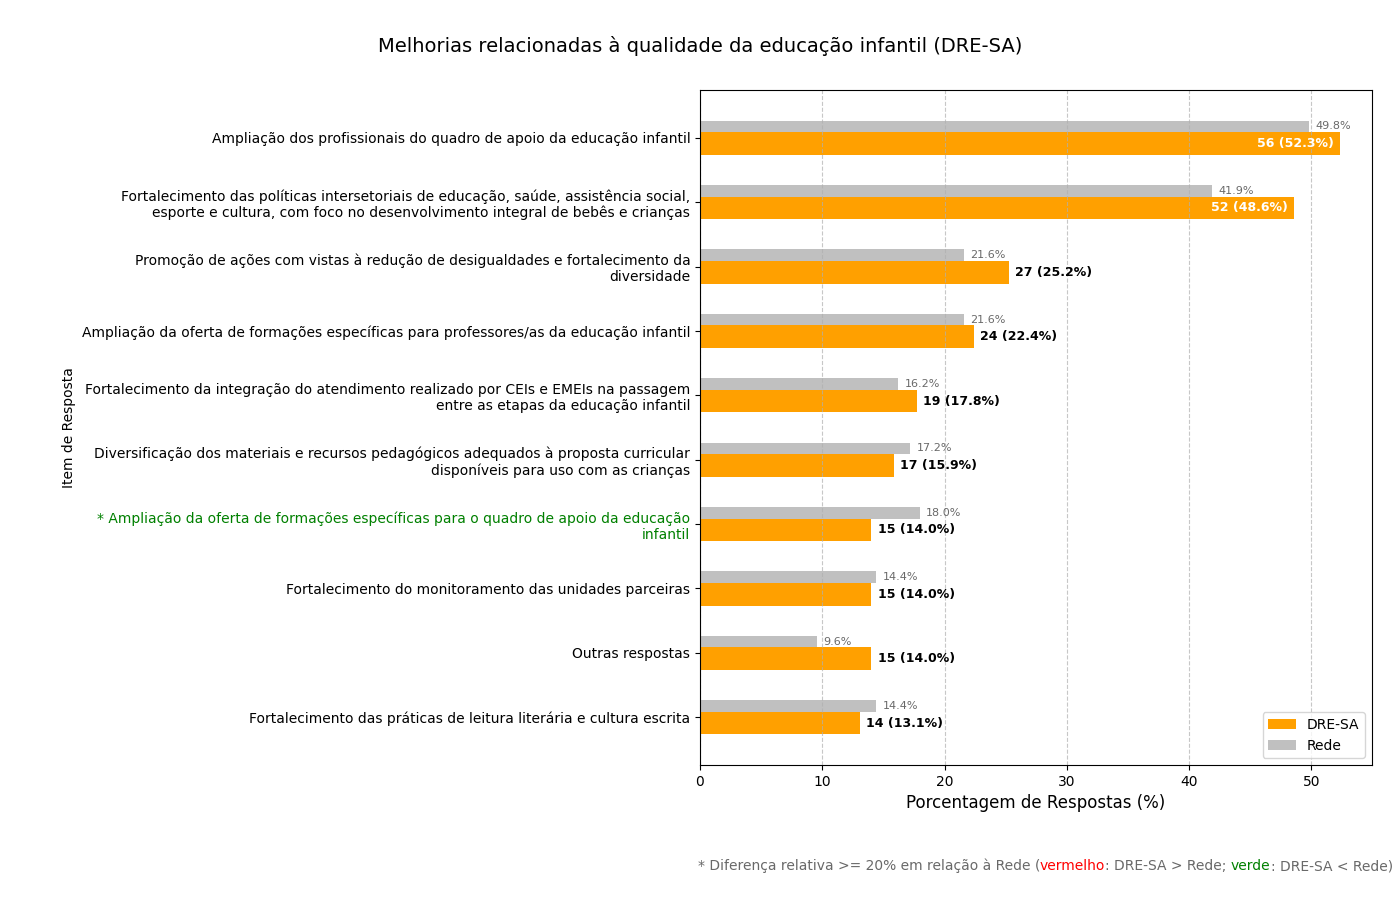 Melhorias relacionadas à qualidade da educação infantil (DRE-SA)
Item de Resposta
Ampliação dos profissionais do quadro de apoio da educação infantil
49.8%
56 (52.3%)
Fortalecimento das políticas intersetoriais de educação, saúde, assistência social,
esporte e cultura, com foco no desenvolvimento integral de bebês e crianças
41.9%
52 (48.6%)
Promoção de ações com vistas à redução de desigualdades e fortalecimento da
diversidade
21.6%
27 (25.2%)
Ampliação da oferta de formações específicas para professores/as da educação infantil
21.6%
24 (22.4%)
Fortalecimento da integração do atendimento realizado por CEIs e EMEIs na passagem
entre as etapas da educação infantil
16.2%
19 (17.8%)
Diversificação dos materiais e recursos pedagógicos adequados à proposta curricular
disponíveis para uso com as crianças
17.2%
17 (15.9%)
* Ampliação da oferta de formações específicas para o quadro de apoio da educação
infantil
18.0%
15 (14.0%)
Fortalecimento do monitoramento das unidades parceiras
14.4%
15 (14.0%)
Outras respostas
9.6%
15 (14.0%)
Fortalecimento das práticas de leitura literária e cultura escrita
14.4%
14 (13.1%)
DRE-SA
Rede
0 10 20 30 40 50
Porcentagem de Respostas (%)
* Diferença relativa >= 20% em relação à Rede (vermelho: DRE-SA > Rede; verde: DRE-SA < Rede)